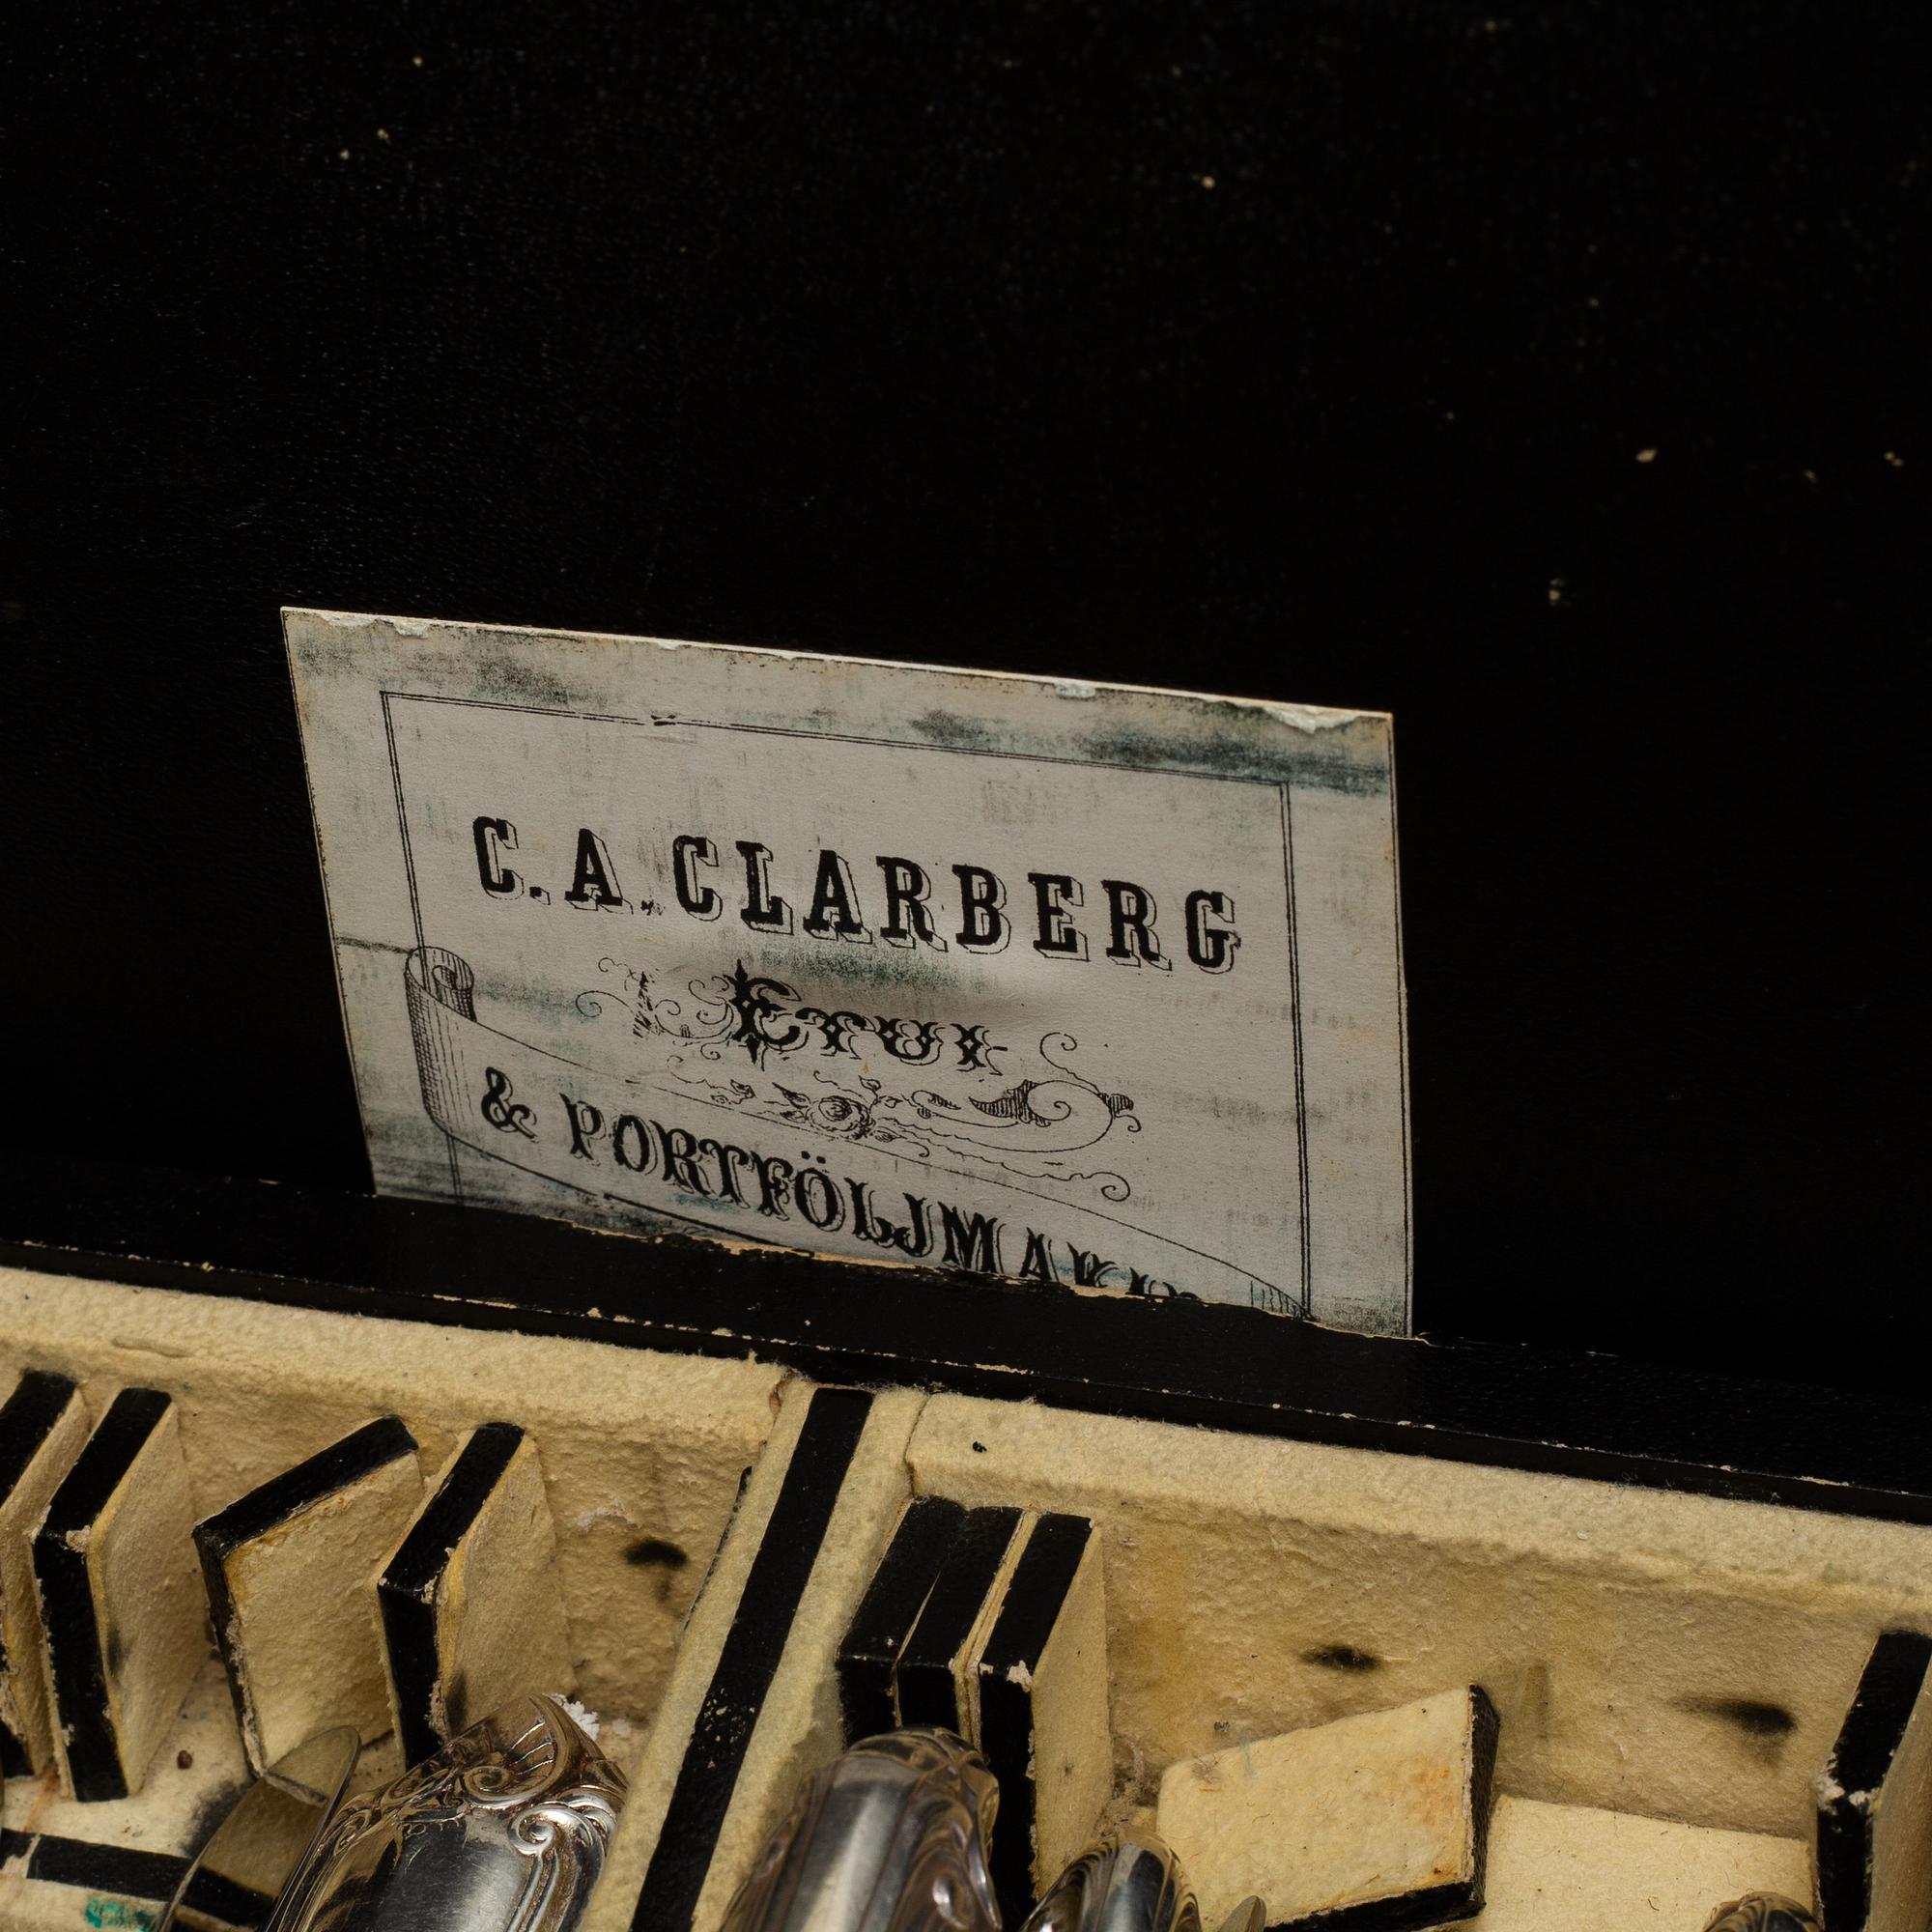 C. A. CLARBERG
ETUI
& PORTFÖLJMAK